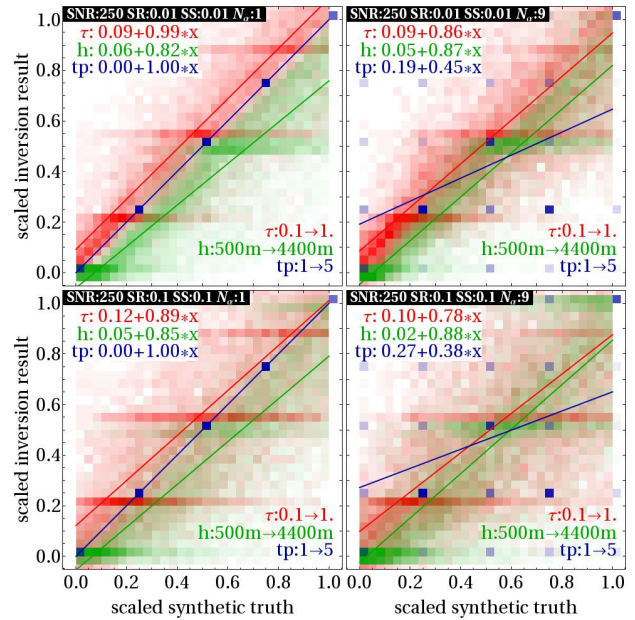 SNR:250 SR:0.01 SS:0.01 Nₐ:1
τ: 0.09+0.99*x
h: 0.06+0.82*x
tp: 0.00+1.00*x
τ:0.1→1.
h:500m→4400m
tp:1→5
SNR:250 SR:0.01 SS:0.01 Nₐ:9
τ: 0.09+0.86*x
h: 0.05+0.87*x
tp: 0.19+0.45*x
τ:0.1→1.
h:500m→4400m
tp:1→5
1.0
0.8
0.6
0.4
0.2
0.0
scaled inversion result
SNR:250 SR:0.1 SS:0.1 Nₐ:1
τ: 0.12+0.89*x
h: 0.05+0.85*x
tp: 0.00+1.00*x
τ:0.1→1.
h:500m→4400m
tp:1→5
SNR:250 SR:0.1 SS:0.1 Nₐ:9
τ: 0.10+0.78*x
h: 0.02+0.88*x
tp: 0.27+0.38*x
τ:0.1→1.
h:500m→4400m
tp:1→5
1.0
0.8
0.6
0.4
0.2
0.0
scaled inversion result
0.0 0.2 0.4 0.6 0.8 1.0
scaled synthetic truth
0.0 0.2 0.4 0.6 0.8 1.0
scaled synthetic truth